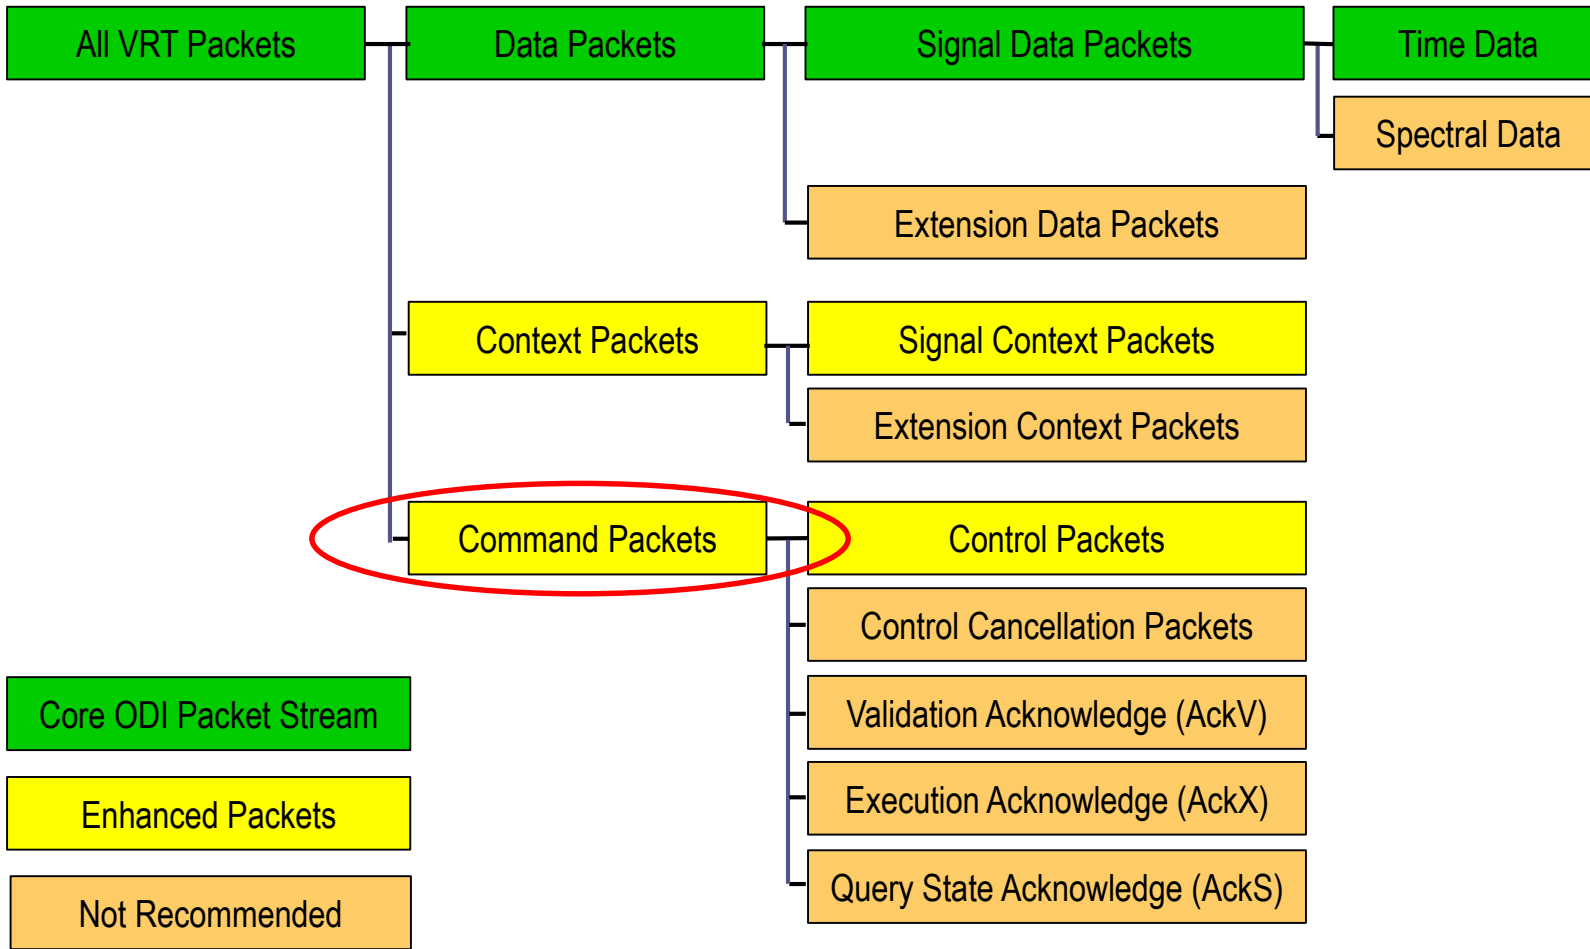 All VRT Packets
Data Packets
Signal Data Packets
Time Data
Spectral Data
Extension Data Packets
Context Packets
Signal Context Packets
Extension Context Packets
Command Packets
Control Packets
Control Cancellation Packets
Validation Acknowledge (AckV)
Execution Acknowledge (AckX)
Query State Acknowledge (AckS)
Core ODI Packet Stream
Enhanced Packets
Not Recommended